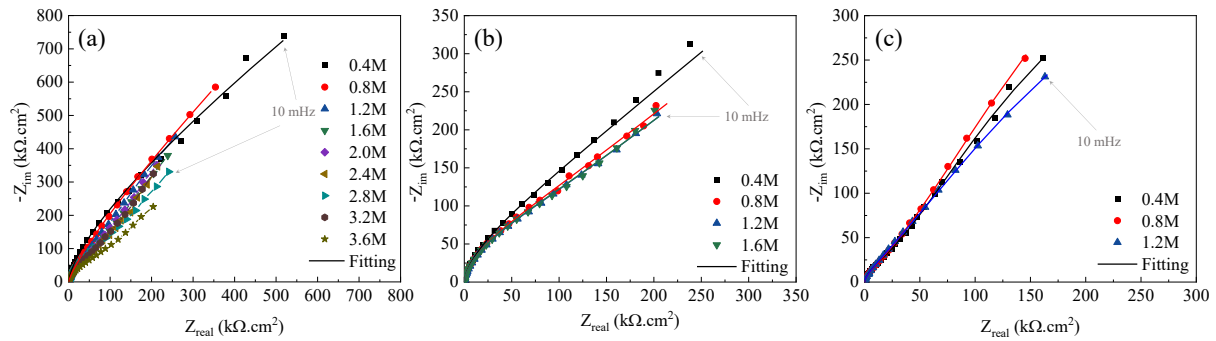 (a)
-Z_im (kΩ.cm²)
800
700
600
500
400
300
200
100
0
0.4M
0.8M
1.2M
1.6M
2.0M
2.4M
2.8M
3.2M
3.6M
Fitting
10 mHz
0 100 200 300 400 500 600 700 800
Z_real (kΩ.cm²)
(b)
-Z_im (kΩ.cm²)
350
300
250
200
150
100
50
0
10 mHz
0.4M
0.8M
1.2M
1.6M
Fitting
0 50 100 150 200 250 300 350
Z_real (kΩ.cm²)
(c)
-Z_im (kΩ.cm²)
300
250
200
150
100
50
0
10 mHz
0.4M
0.8M
1.2M
Fitting
0 50 100 150 200 250 300
Z_real (kΩ.cm²)